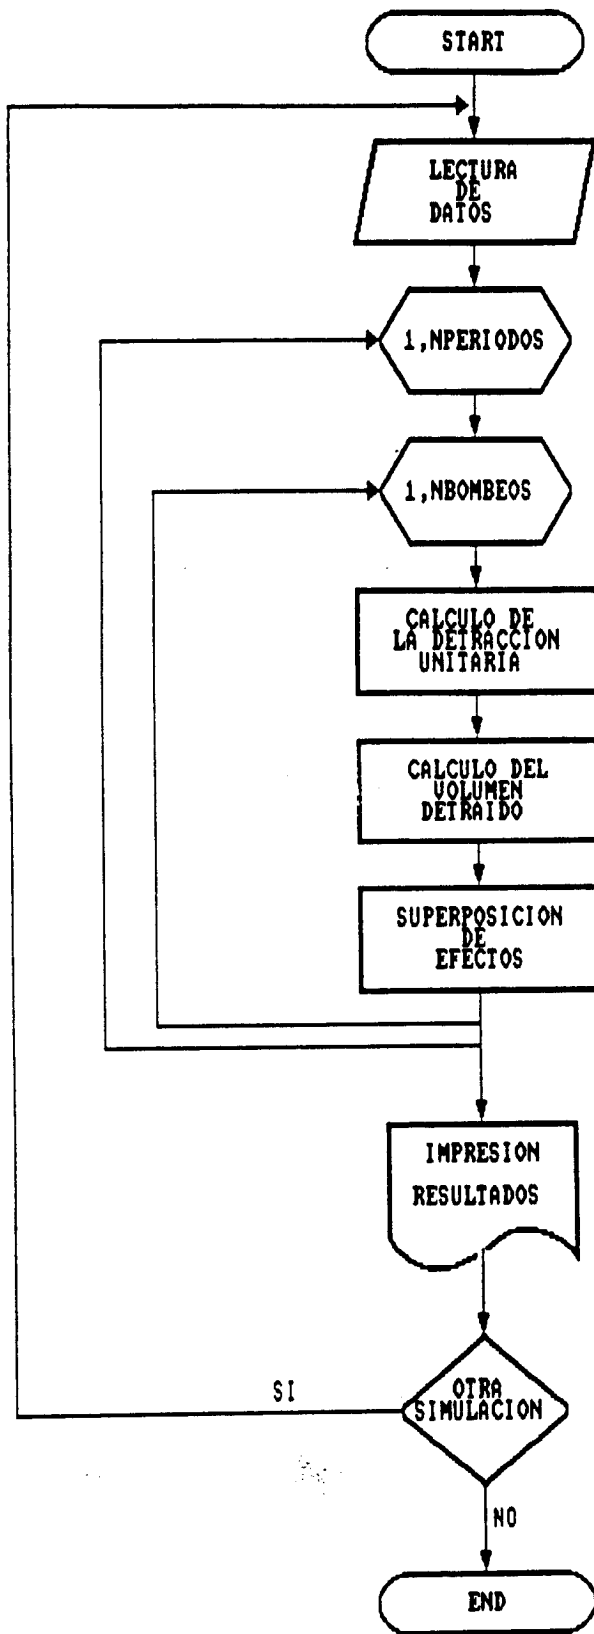 START
LECTURA
DE
DATOS
1,NPERIODOS
1,NBOMBEOS
CALCULO DE
LA DETRACCION
UNITARIA
CALCULO DEL
VOLUMEN
DETRAIDO
SUPERPOSICION
DE
EFECTOS
IMPRESION
RESULTADOS
OTRA
SIMULACION
SI
NO
END